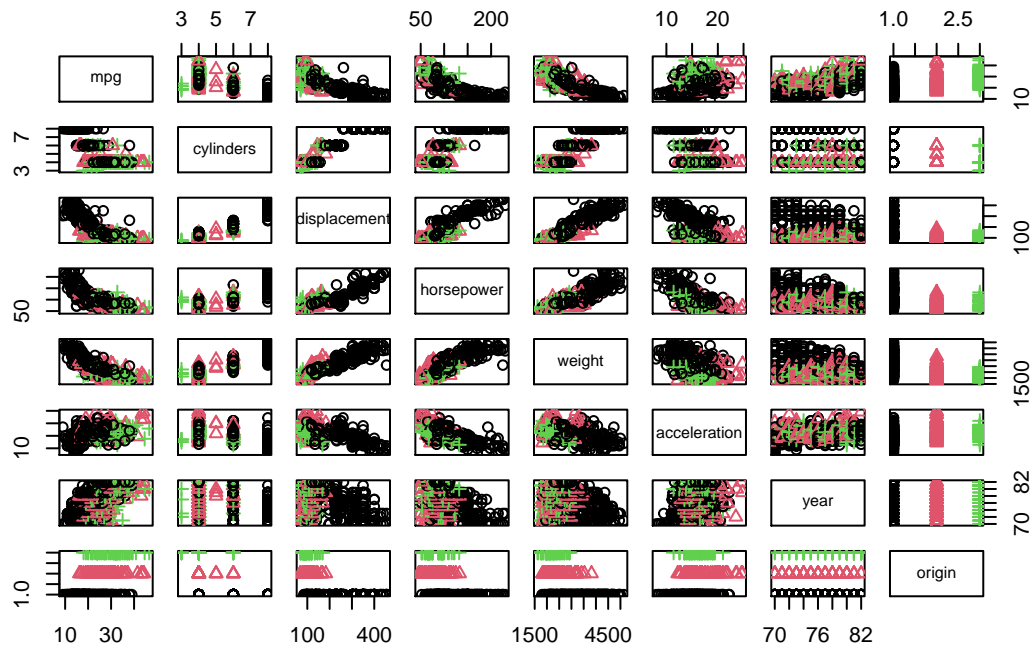 3 5 7
50 200
10 20
1.0 2.5
mpg
10
3 7
cylinders
displacement
100
50
horsepower
weight
1500
10
acceleration
year
70 82
1.0
origin
10 30
100 400
1500 4500
70 76 82